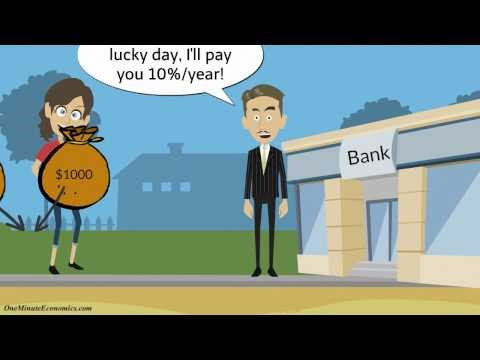 lucky day, I'll pay
you 10%/year!
Bank
$1000
OneMinuteEconomics.com